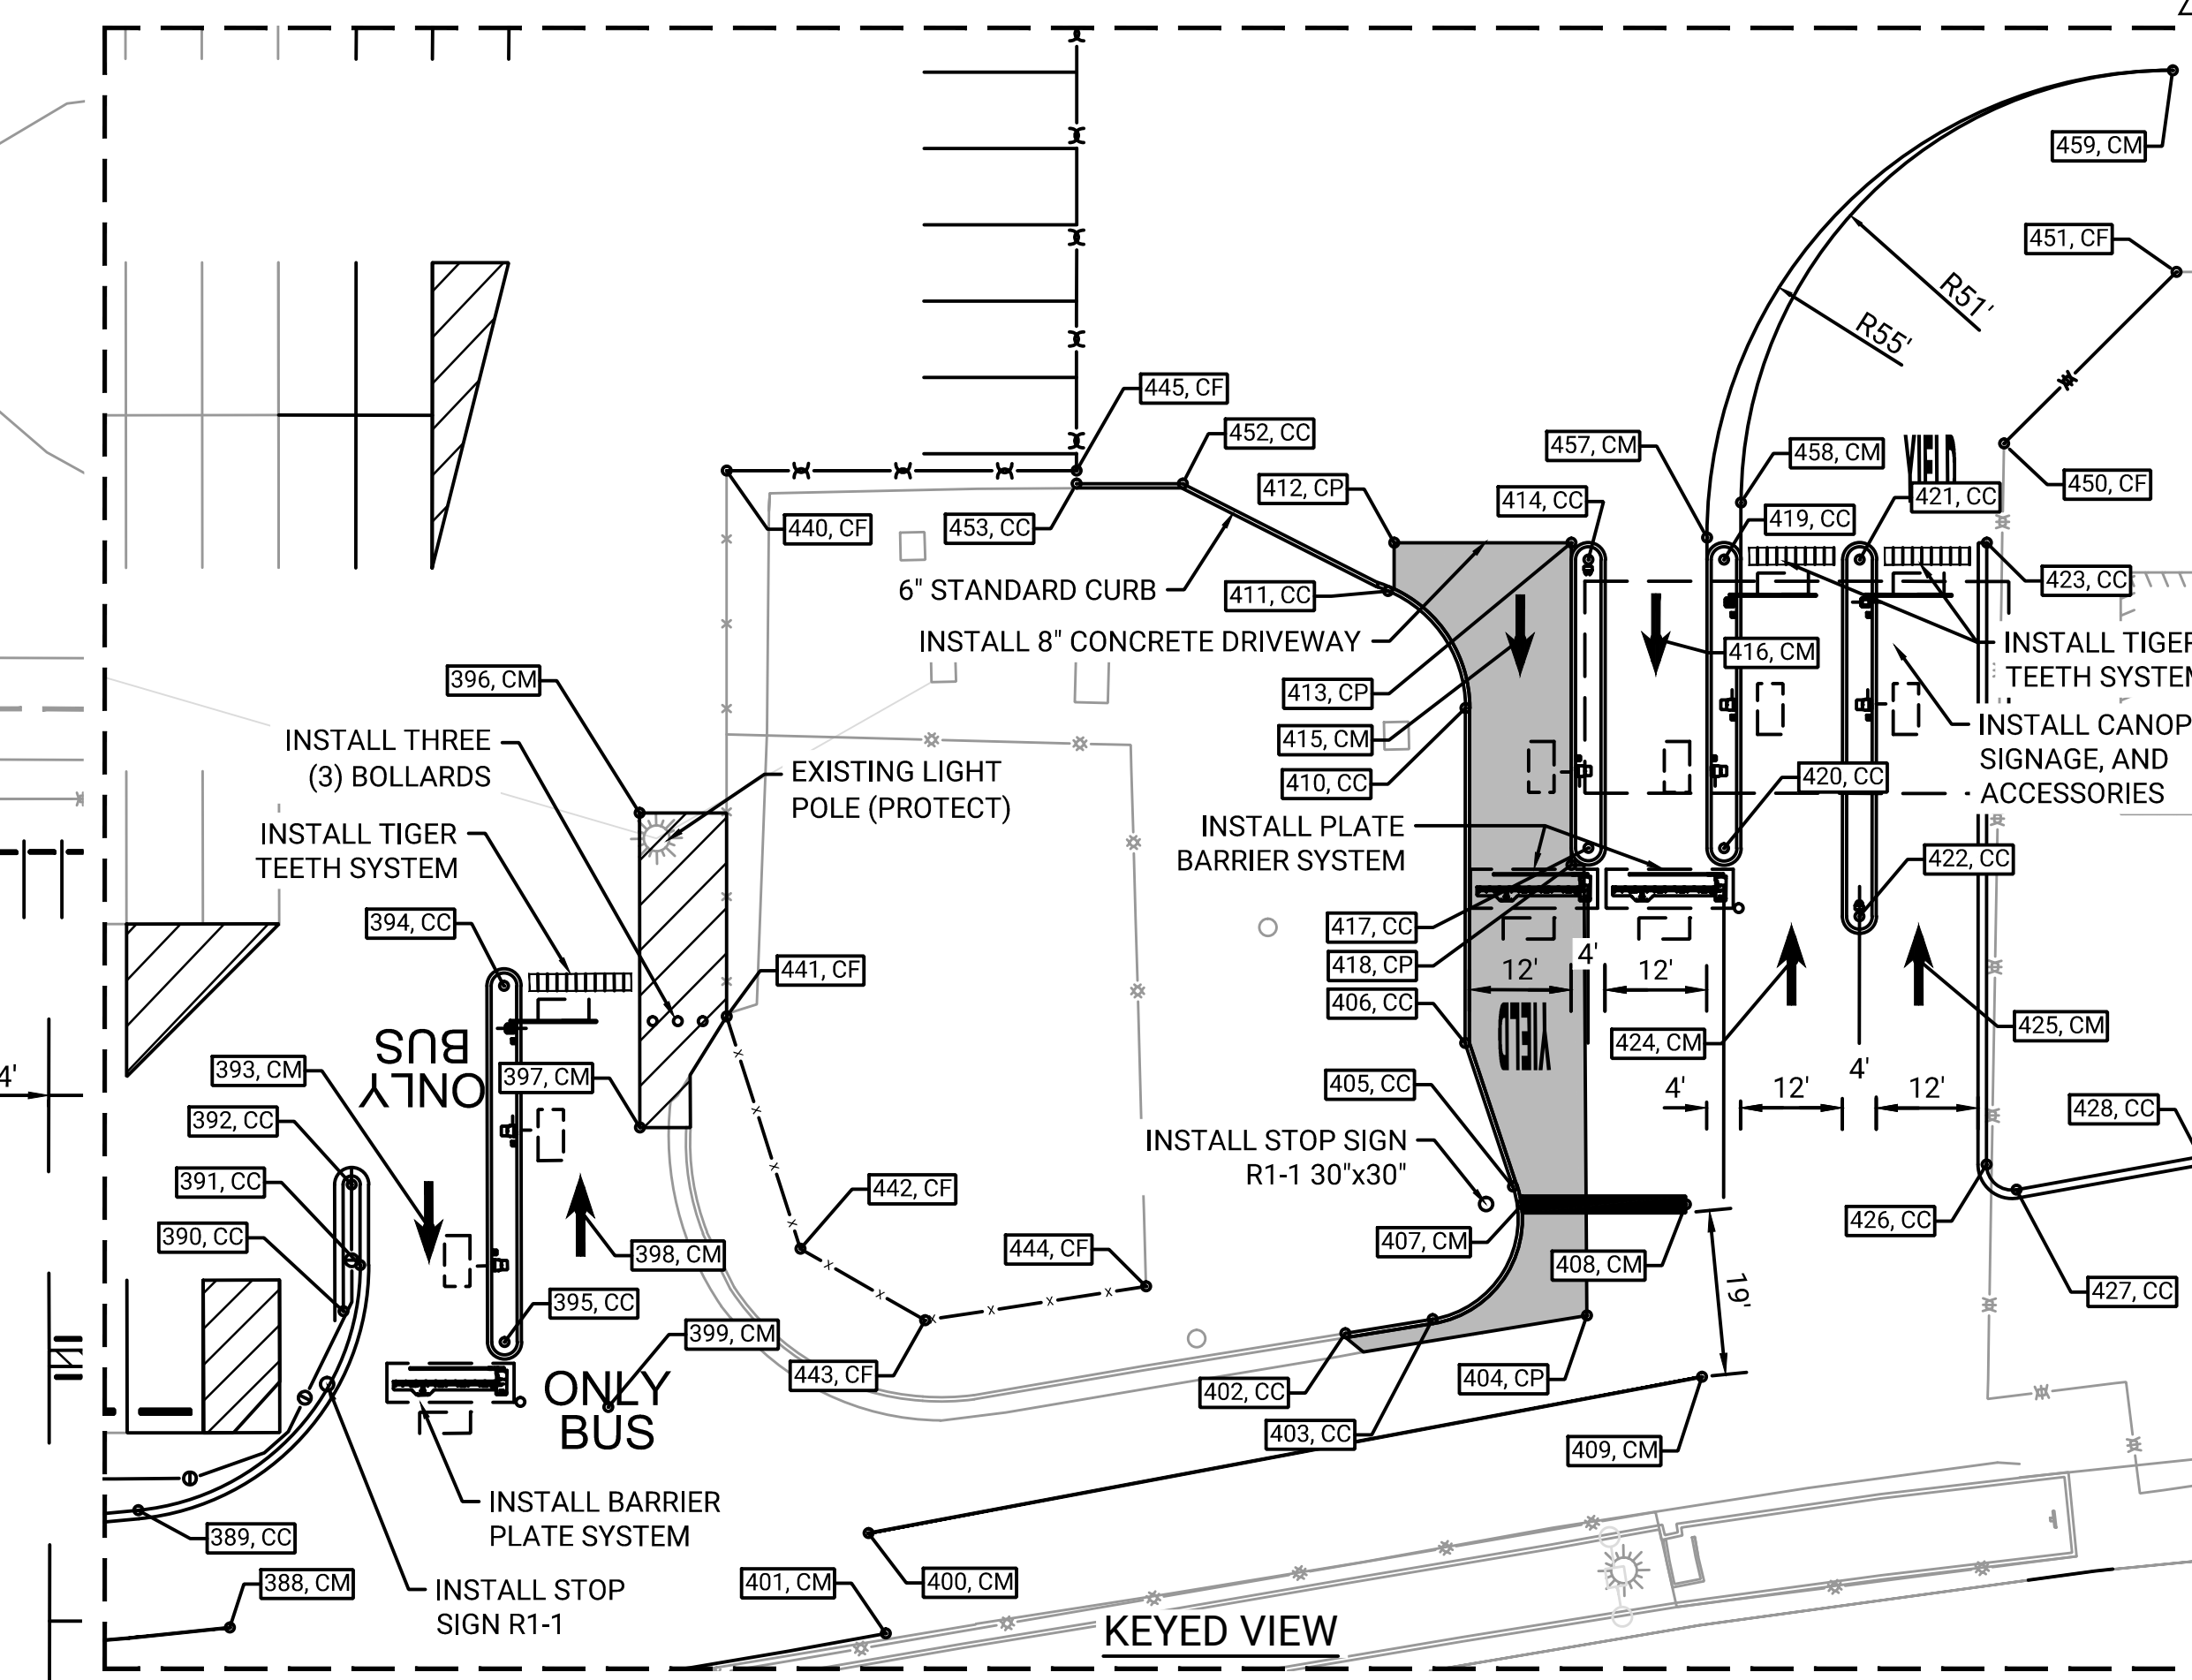 459, CM
451, CF
R51'
R55'
445, CF
452, CC
457, CM
458, CM
YIELD
450, CF
412, CP
414, CC
421, CC
419, CC
440, CF
453, CC
423, CC
6" STANDARD CURB
411, CC
INSTALL 8" CONCRETE DRIVEWAY
416, CM
INSTALL TIGER
TEETH SYSTEM
396, CM
413, CP
INSTALL THREE
(3) BOLLARDS
415, CM
INSTALL CANOP
SIGNAGE, AND
ACCESSORIES
EXISTING LIGHT
POLE (PROTECT)
410, CC
420, CC
INSTALL TIGER
TEETH SYSTEM
INSTALL PLATE
BARRIER SYSTEM
422, CC
394, CC
417, CC
441, CF
418, CP
4'
12'
12'
406, CC
YIELD
425, CM
424, CM
BUS
ONLY
393, CM
397, CM
4'
405, CC
4'
12'
4'
12'
428, CC
392, CC
INSTALL STOP SIGN
R1-1 30"x30"
391, CC
442, CF
390, CC
398, CM
444, CF
407, CM
426, CC
408, CM
427, CC
19'
395, CC
399, CM
443, CF
404, CP
402, CC
ONLY
BUS
403, CC
409, CM
INSTALL BARRIER
PLATE SYSTEM
389, CC
388, CM
INSTALL STOP
SIGN R1-1
401, CM
400, CM
KEYED VIEW